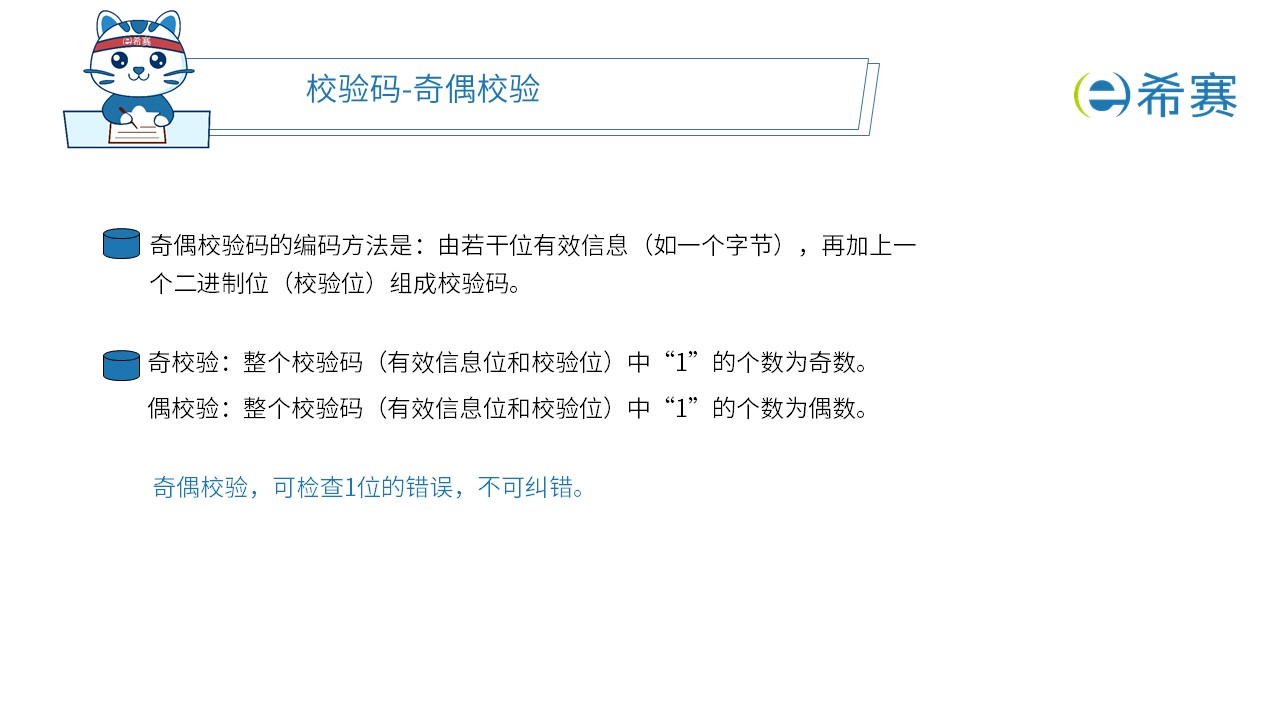 希赛
校验码-奇偶校验
希赛
奇偶校验码的编码方法是：由若干位有效信息（如一个字节），再加上一
个二进制位（校验位）组成校验码。
奇校验：整个校验码（有效信息位和校验位）中“1”的个数为奇数。
偶校验：整个校验码（有效信息位和校验位）中“1”的个数为偶数。
奇偶校验，可检查1位的错误，不可纠错。